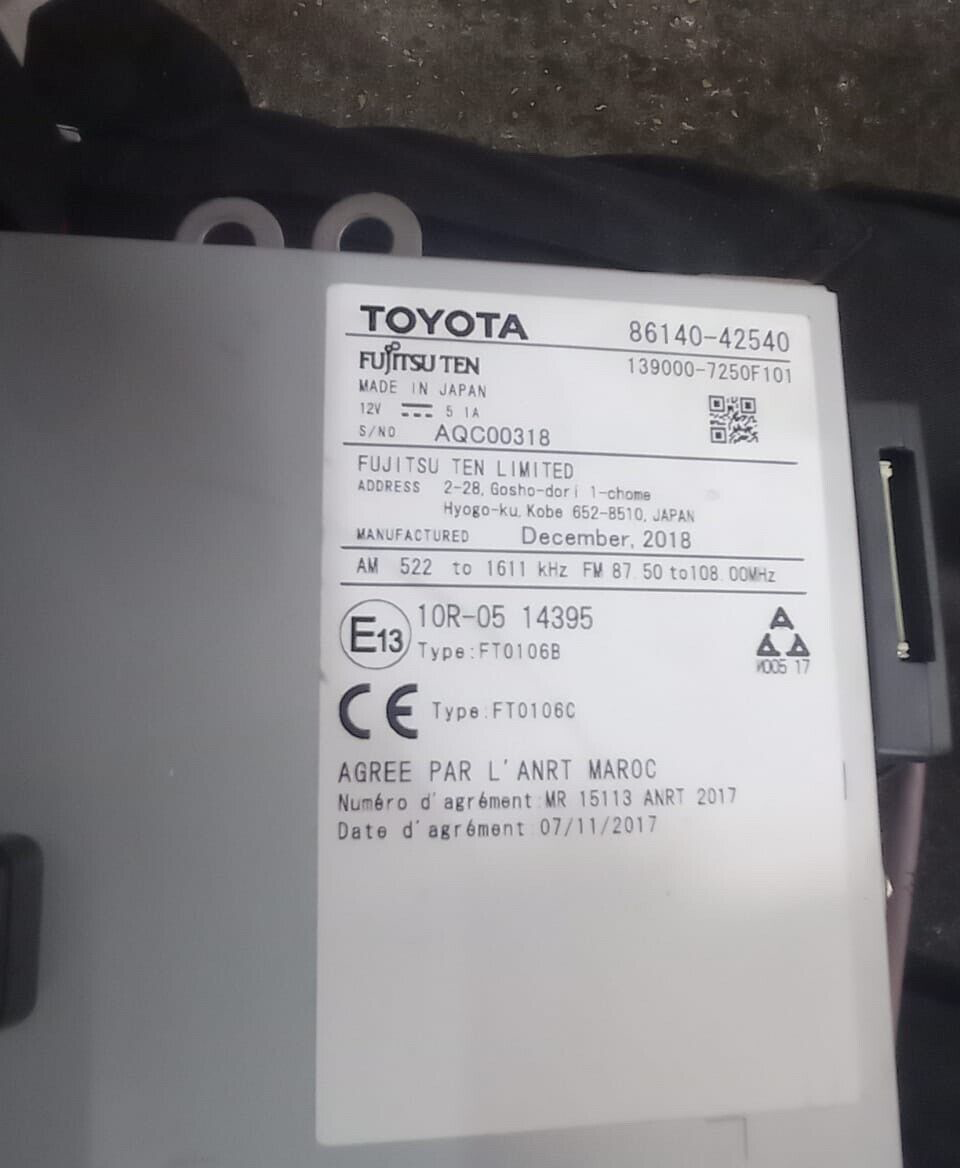 TOYOTA 86140-42540
FUJITSU TEN 139000-7250F101
MADE IN JAPAN
12V 5.1A
S/NO AQC00318
FUJITSU TEN LIMITED
ADDRESS 2-28, Gosho-dori 1-chome
Hyogo-ku, Kobe 652-8510, JAPAN
MANUFACTURED December, 2018
AM 522 to 1611 kHz FM 87.50 to108.00MHz
E13 10R-05 14395
Type:FT0106B
И005 17
CE Type:FT0106C
AGREE PAR L'ANRT MAROC
Numéro d'agrément:MR 15113 ANRT 2017
Date d'agrément:07/11/2017